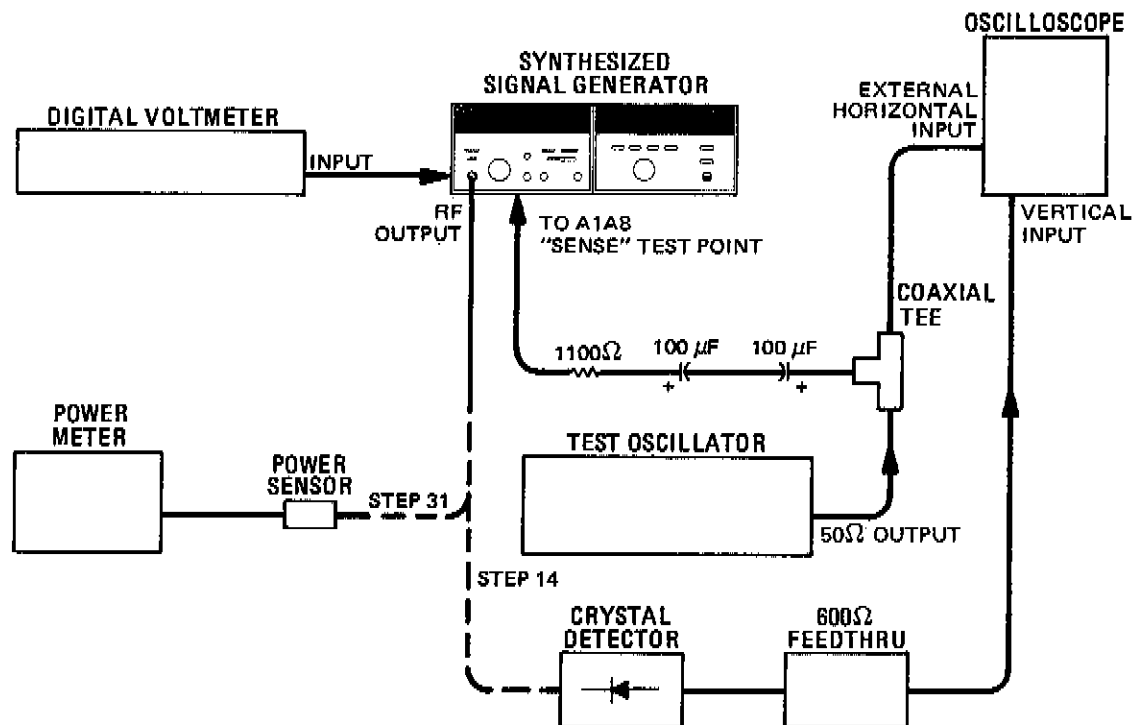 OSCILLOSCOPE
SYNTHESIZED
SIGNAL GENERATOR
EXTERNAL
HORIZONTAL
INPUT
DIGITAL VOLTMETER
INPUT
RF
OUTPUT
TO A1A8
"SENSE" TEST POINT
VERTICAL
INPUT
COAXIAL
TEE
1100Ω
100 μF
100 μF
+
+
POWER
METER
POWER
SENSOR
STEP 31
TEST OSCILLATOR
50Ω OUTPUT
STEP 14
CRYSTAL
DETECTOR
600Ω
FEEDTHRU